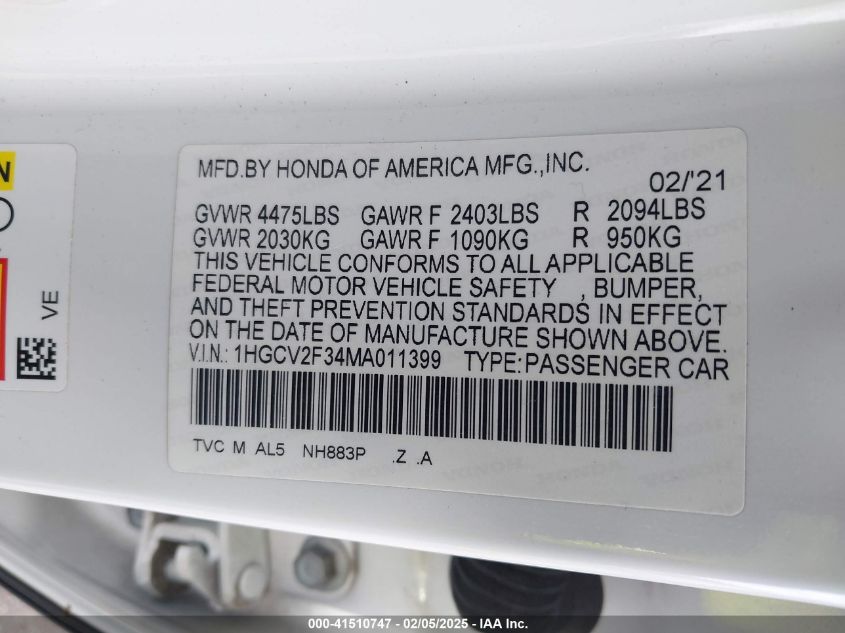 MFD.BY HONDA OF AMERICA MFG.,INC.
02/'21
GVWR 4475LBS GAWR F 2403LBS R 2094LBS
GVWR 2030KG GAWR F 1090KG R 950KG
THIS VEHICLE CONFORMS TO ALL APPLICABLE
FEDERAL MOTOR VEHICLE SAFETY , BUMPER,
AND THEFT PREVENTION STANDARDS IN EFFECT
ON THE DATE OF MANUFACTURE SHOWN ABOVE.
V.I.N.: 1HGCV2F34MA011399 TYPE:PASSENGER CAR
TVC M AL5 NH883P .Z .A
N
VE
000-41510747 - 02/05/2025 - IAA Inc.